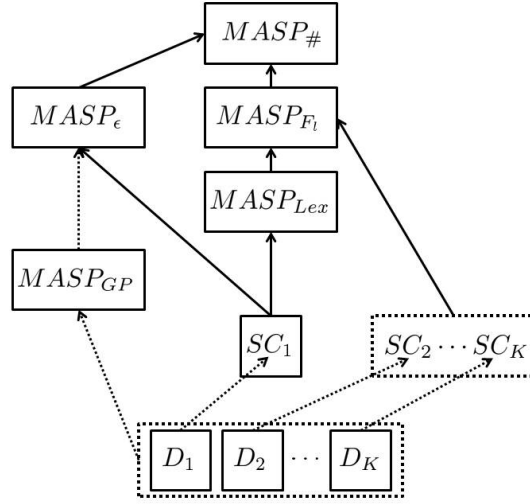 MASP_#
MASP_ϵ
MASP_{F_l}
MASP_{Lex}
MASP_{GP}
SC_1
SC_2 ⋯ SC_K
D_1 D_2 ⋯ D_K